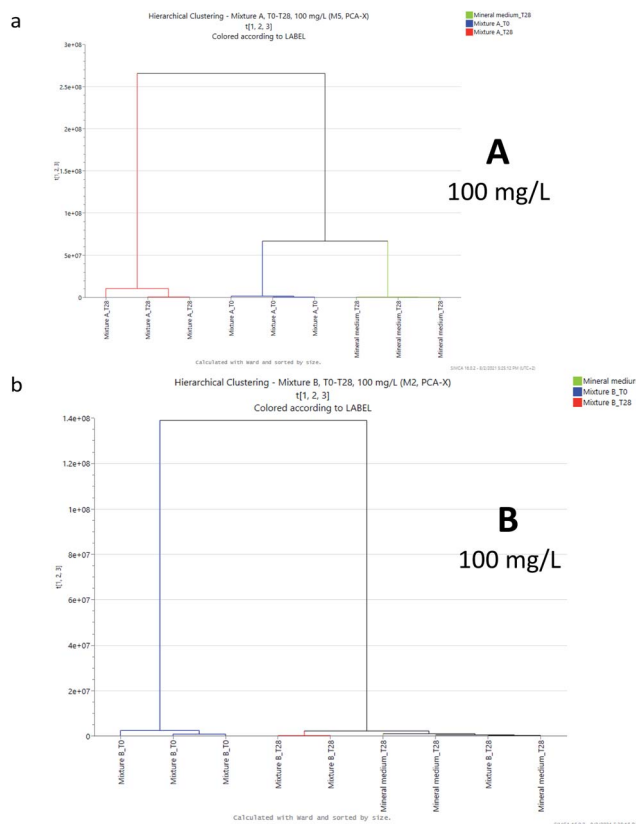 a
Hierarchical Clustering - Mixture A, T0-T28, 100 mg/L (M5, PCA-X)
t[1, 2, 3]
Colored according to LABEL
Mineral medium_T28
Mixture A_T0
Mixture A_T28
3e+08
2.5e+08
2e+08
1.5e+08
1e+08
5e+07
0
t[1, 2, 3]
A
100 mg/L
Mixture A_T28
Mixture A_T28
Mixture A_T28
Mixture A_T0
Mixture A_T0
Mixture A_T0
Mineral medium_T28
Mineral medium_T28
Mineral medium_T28
Calculated with Ward and sorted by size.
b
Hierarchical Clustering - Mixture B, T0-T28, 100 mg/L (M2, PCA-X)
t[1, 2, 3]
Colored according to LABEL
Mineral mediur
Mixture B_T0
Mixture B_T28
1.4e+08
1.2e+08
1e+08
8e+07
6e+07
4e+07
2e+07
0
t[1, 2, 3]
B
100 mg/L
Mixture B_T0
Mixture B_T0
Mixture B_T0
Mixture B_T28
Mixture B_T28
Mineral medium_T28
Mineral medium_T28
Mixture B_T28
Mineral medium_T28
Calculated with Ward and sorted by size.